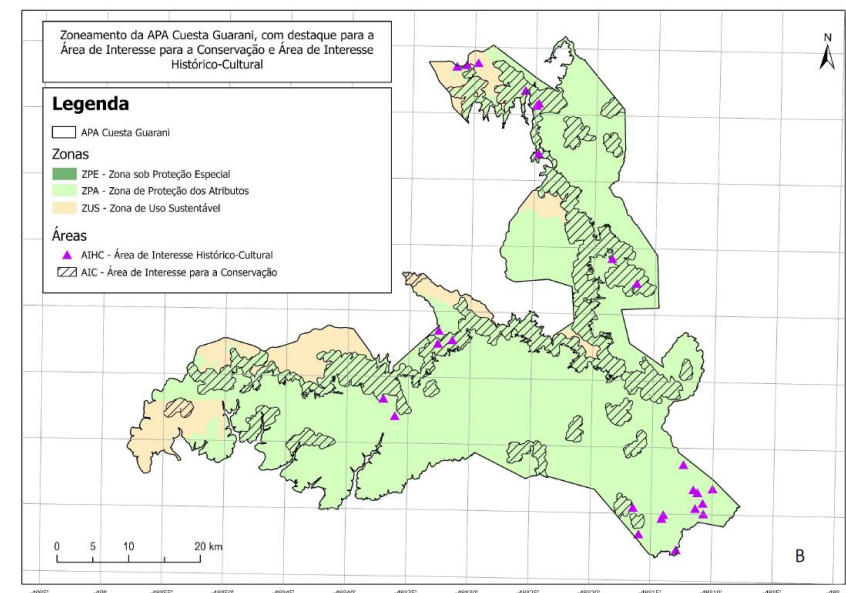 Zoneamento da APA Cuesta Guarani, com destaque para a
Área de Interesse para a Conservação e Área de Interesse
Histórico-Cultural
N
Legenda
APA Cuesta Guarani
Zonas
ZPE - Zona sob Proteção Especial
ZPA - Zona de Proteção dos Atributos
ZUS - Zona de Uso Sustentável
Áreas
AIHC - Área de Interesse Histórico-Cultural
AIC - Área de Interesse para a Conservação
0 5 10 20 km
B